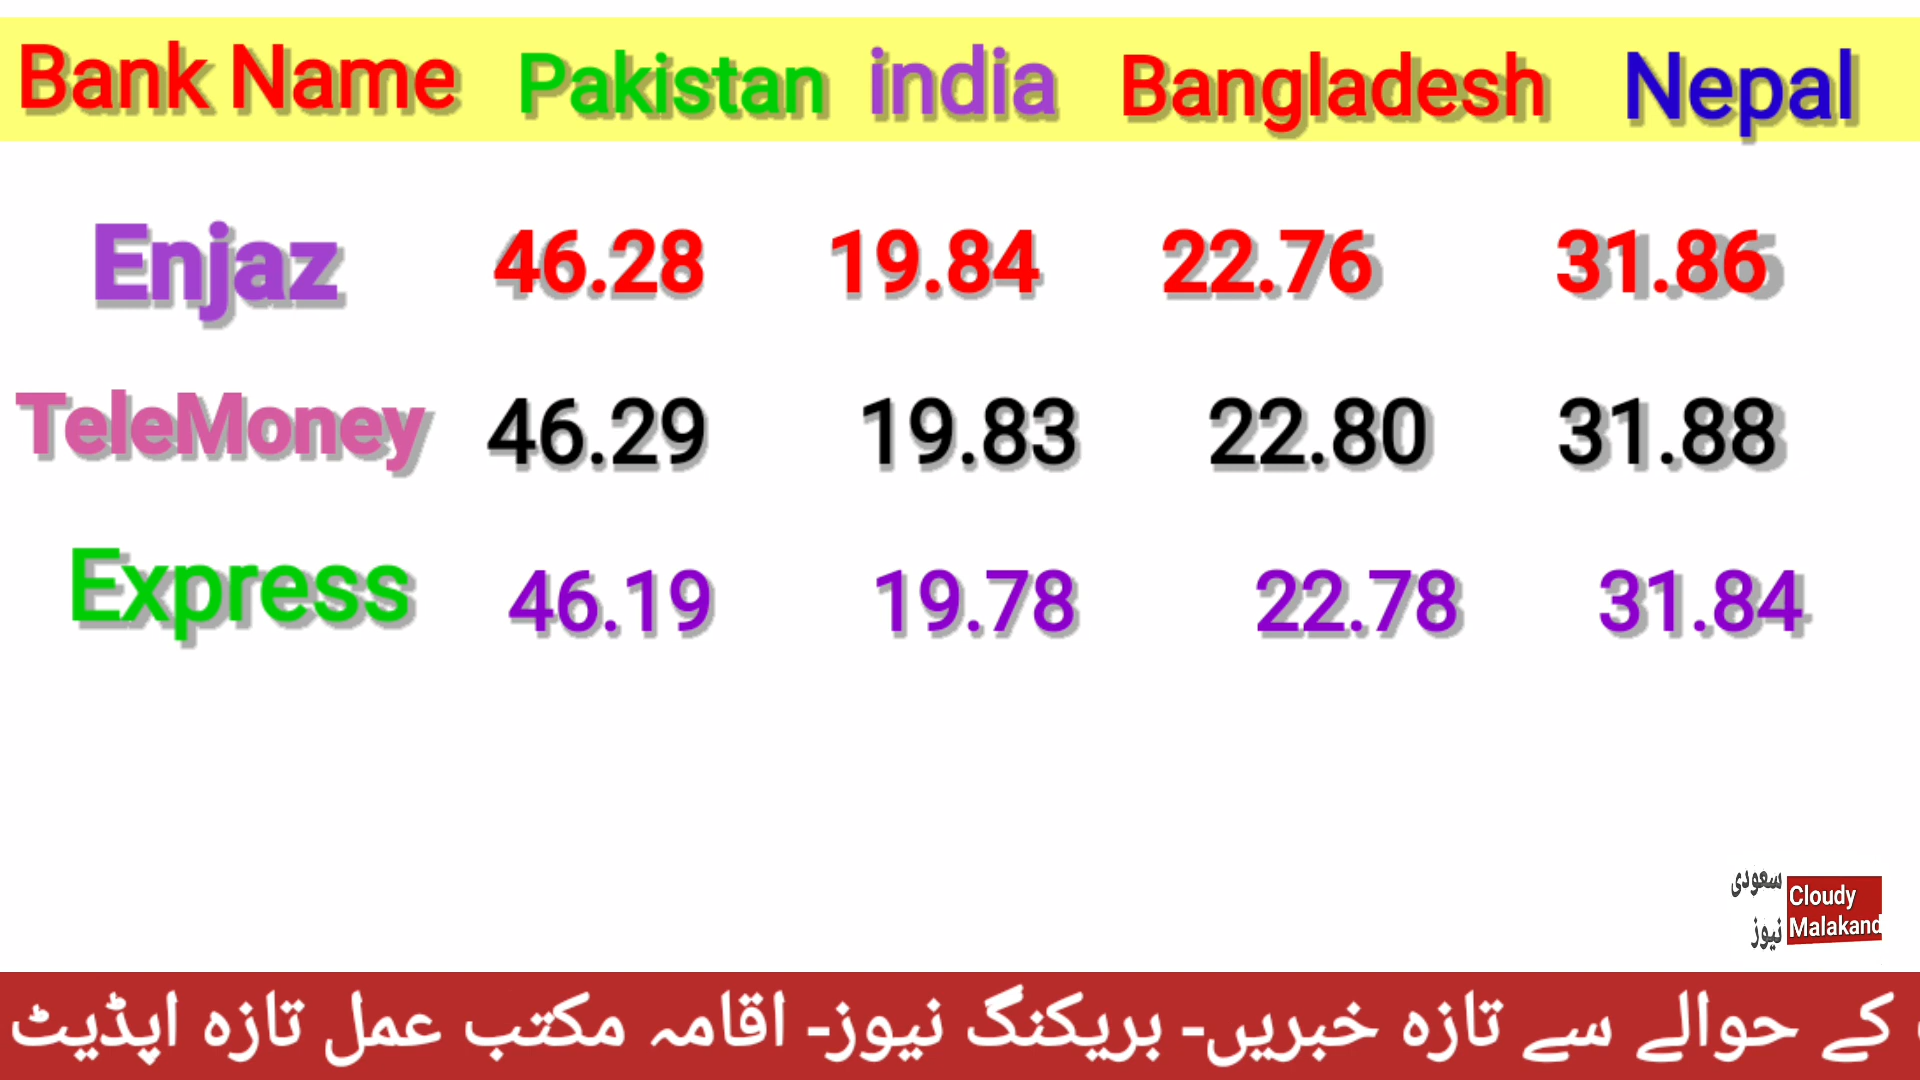 Bank Name Pakistan india Bangladesh Nepal
Enjaz 46.28 19.84 22.76 31.86
TeleMoney 46.29 19.83 22.80 31.88
Express 46.19 19.78 22.78 31.84
سعودی
نیوز
Cloudy
Malakand
کے حوالے سے تازہ خبریں- بریکنگ نیوز- اقامہ مکتب عمل تازہ اپڈیٹ